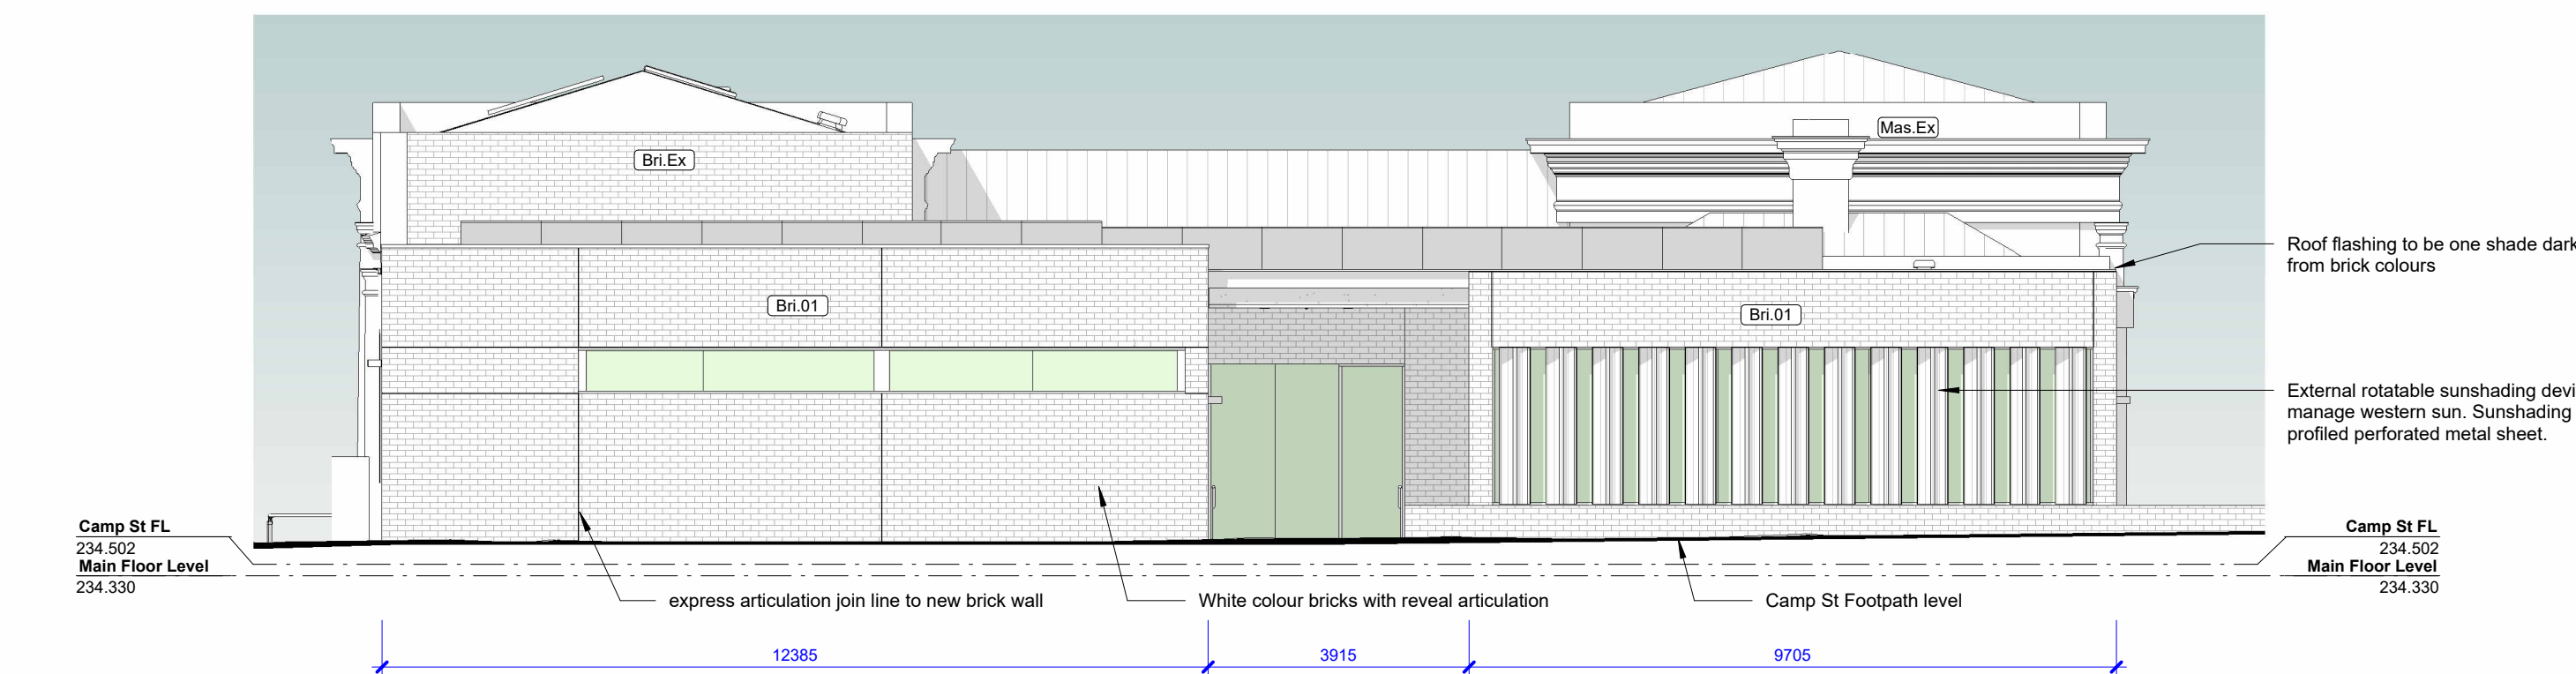 Mas.Ex
Bri.Ex
Roof flashing to be one shade dark
from brick colours
Bri.01
Bri.01
External rotatable sunshading devi
manage western sun. Sunshading
profiled perforated metal sheet.
Camp St FL
234.502
Main Floor Level
234.330
Camp St FL
234.502
Main Floor Level
234.330
express articulation join line to new brick wall
White colour bricks with reveal articulation
Camp St Footpath level
12385
3915
9705